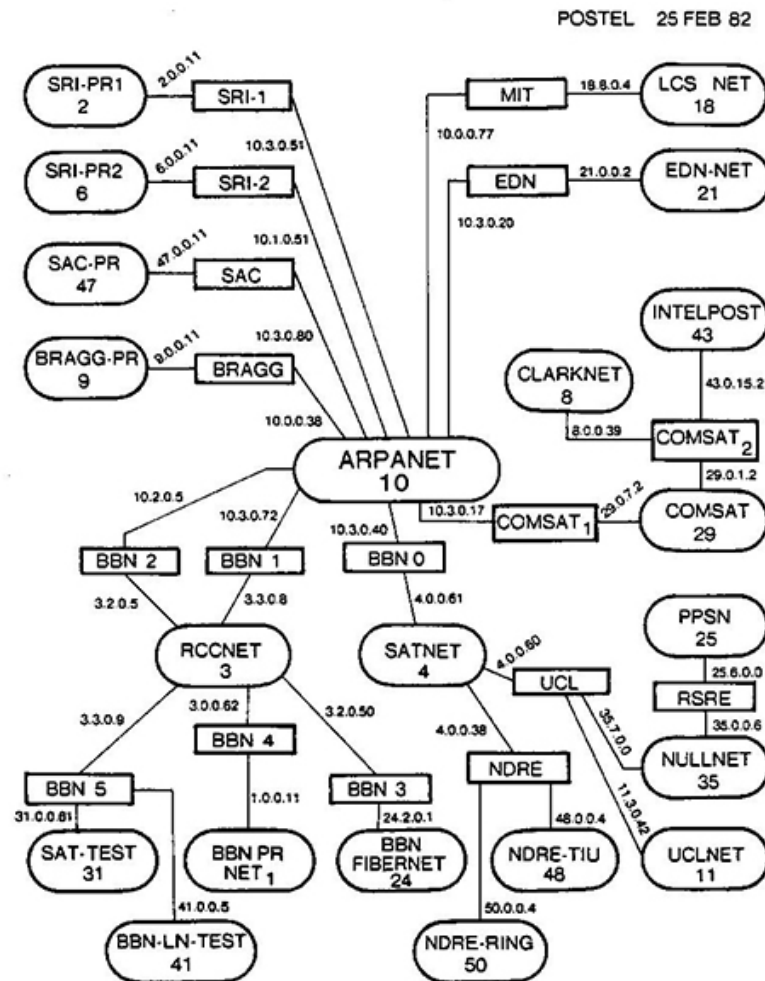 POSTEL 25 FEB 82
SRI-PR1
2
2.0.0.11
SRI-1
10.3.0.51
MIT
10.0.0.77
18.8.0.4
LCS NET
18
SRI-PR2
6
6.0.0.11
SRI-2
10.1.0.51
EDN
10.3.0.20
21.0.0.2
EDN-NET
21
SAC-PR
47
47.0.0.11
SAC
10.3.0.80
BRAGG-PR
9
9.0.0.11
BRAGG
10.0.0.38
INTELPOST
43
43.0.15.2
CLARKNET
8
18.0.0.39
COMSAT2
29.0.1.2
ARPANET
10
10.3.0.17
COMSAT1
29.0.7.2
COMSAT
29
10.2.0.5
BBN 2
3.2.0.5
10.3.0.72
BBN 1
3.3.0.8
10.3.0.40
BBN 0
4.0.0.61
RCCNET
3
SATNET
4
4.0.0.60
UCL
35.7.0.0
11.3.0.42
PPSN
25
25.6.0.0
RSRE
35.0.0.6
NULLNET
35
3.3.0.9
BBN 5
3.0.0.62
BBN 4
3.2.0.50
BBN 3
4.0.0.38
NDRE
31.0.0.61
SAT-TEST
31
1.0.0.11
BBN PR
NET1
24.2.0.1
BBN
FIBERNET
24
48.0.0.4
NDRE-TIU
48
UCLNET
11
41.0.0.5
BBN-LN-TEST
41
50.0.0.4
NDRE-RING
50